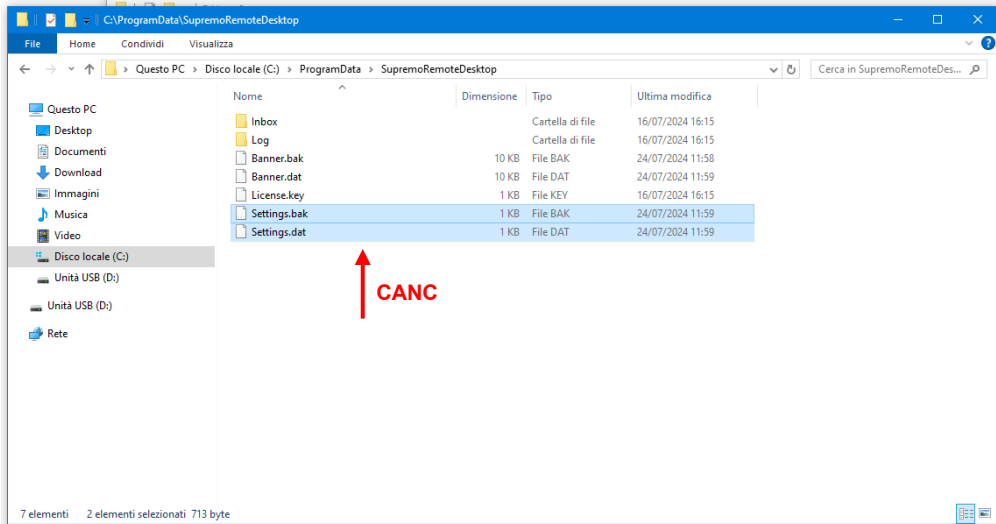 C:\ProgramData\SupremoRemoteDesktop
File Home Condividi Visualizza
Questo PC > Disco locale (C:) > ProgramData > SupremoRemoteDesktop
Cerca in SupremoRemoteDes...
Nome Dimensione Tipo Ultima modifica
Questo PC
Desktop
Documenti
Download
Immagini
Musica
Video
Disco locale (C:)
Unità USB (D:)
Unità USB (D:)
Rete
Inbox Cartella di file 16/07/2024 16:15
Log Cartella di file 16/07/2024 16:15
Banner.bak 10 KB File BAK 24/07/2024 11:58
Banner.dat 10 KB File DAT 24/07/2024 11:59
License.key 1 KB File KEY 16/07/2024 16:15
Settings.bak 1 KB File BAK 24/07/2024 11:59
Settings.dat 1 KB File DAT 24/07/2024 11:59
CANC
7 elementi 2 elementi selezionati 713 byte